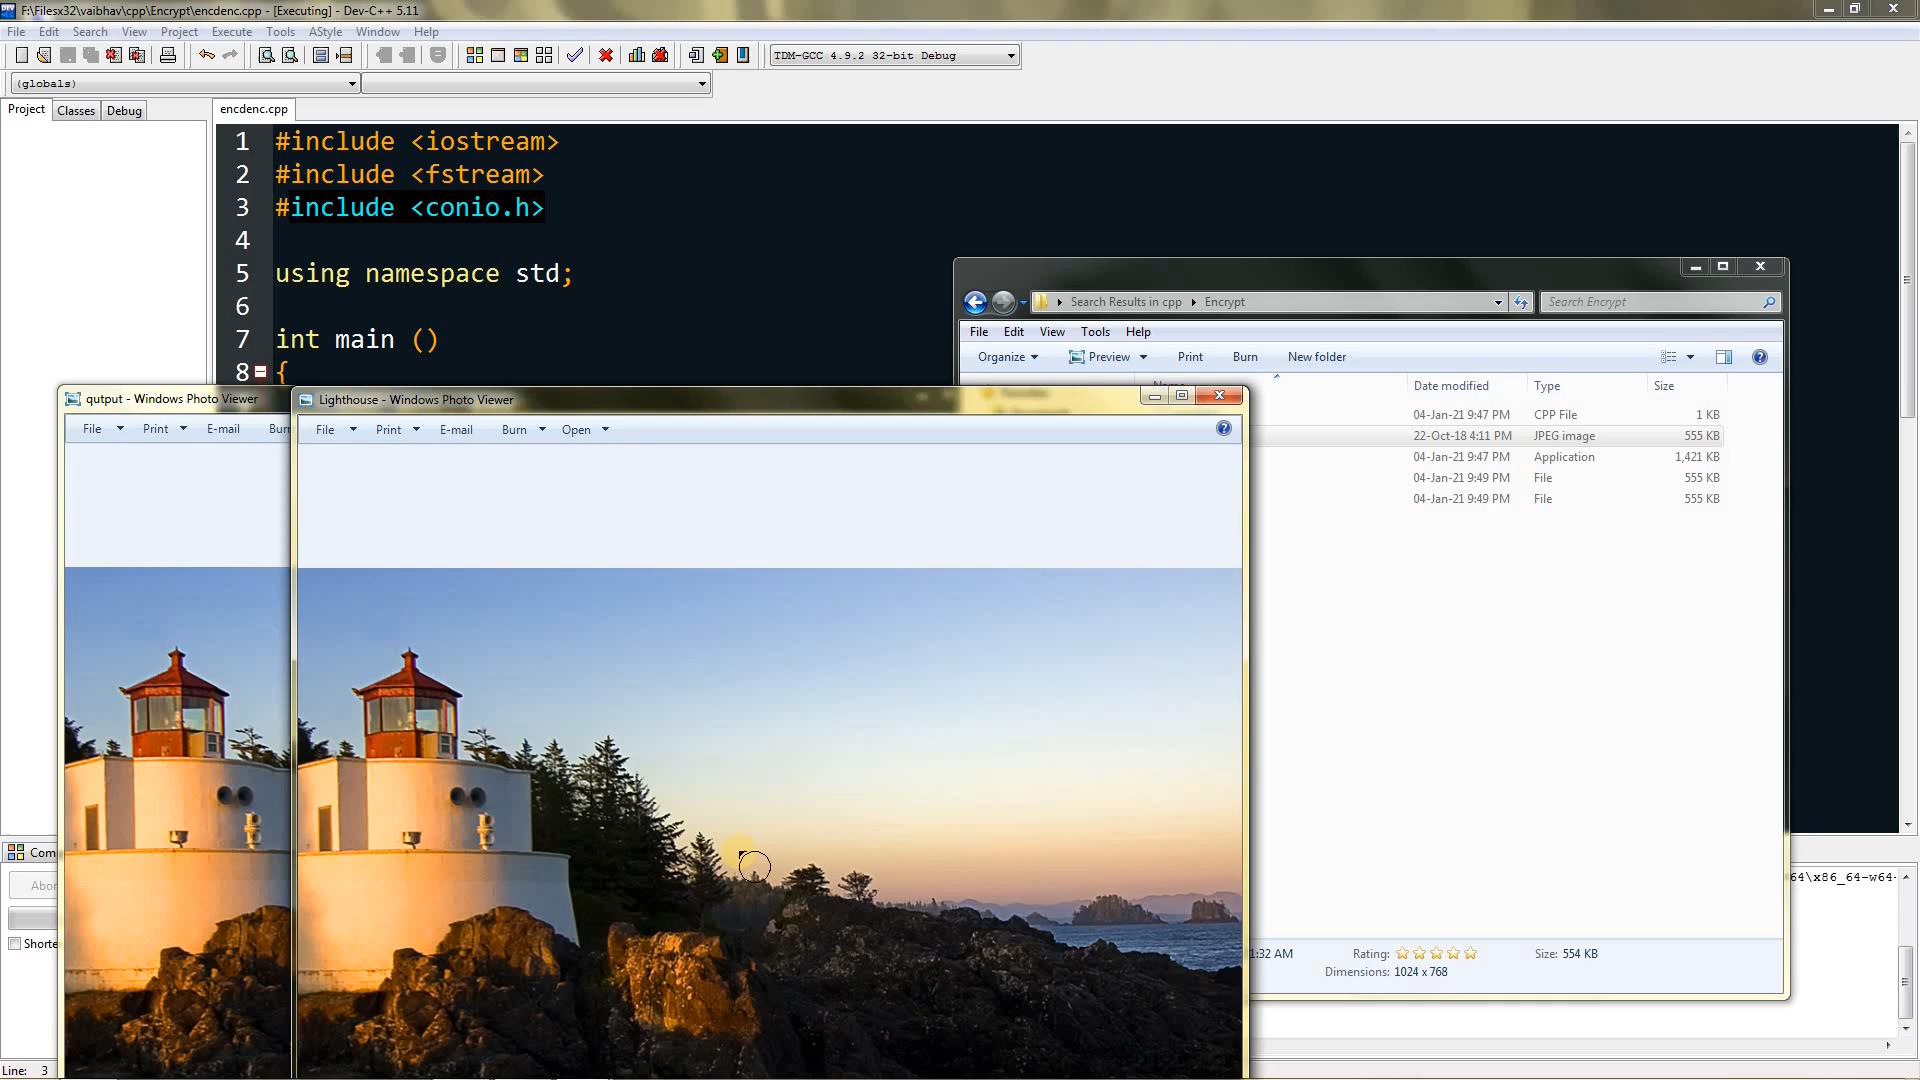 F:\Filesx32\vaibhav\cpp\Encrypt\encdenc.cpp - [Executing] - Dev-C++ 5.11
File Edit Search View Project Execute Tools AStyle Window Help
TDM-GCC 4.9.2 32-bit Debug
(globals)
Project Classes Debug
encdenc.cpp
1 #include <iostream>
2 #include <fstream>
3 #include <conio.h>
4
5 using namespace std;
6
7 int main ()
8 {
Search Results in cpp Encrypt
Search Encrypt
File Edit View Tools Help
Organize Preview Print Burn New folder
Name Date modified Type Size
04-Jan-21 9:47 PM CPP File 1 KB
22-Oct-18 4:11 PM JPEG image 555 KB
04-Jan-21 9:47 PM Application 1,421 KB
04-Jan-21 9:49 PM File 555 KB
04-Jan-21 9:49 PM File 555 KB
1:32 AM Rating: Size: 554 KB
Dimensions: 1024 x 768
qutput - Windows Photo Viewer
File Print E-mail Bur
Lighthouse - Windows Photo Viewer
File Print E-mail Burn Open
Com
Abor
Shorte
64\x86_64-w64-
Line: 3